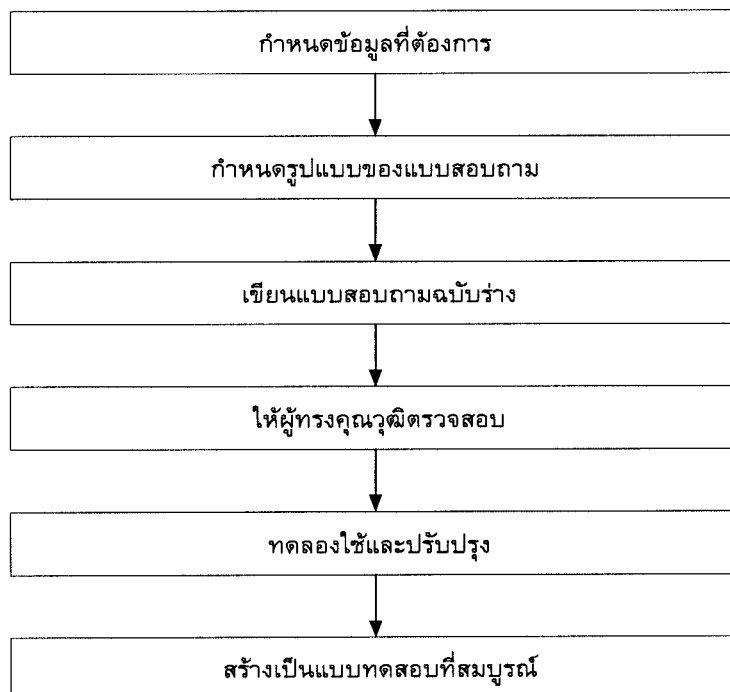 กำหนดข้อมูลที่ต้องการ
กำหนดรูปแบบของแบบสอบถาม
เขียนแบบสอบถามฉบับร่าง
ให้ผู้ทรงคุณวุฒิตรวจสอบ
ทดลองใช้และปรับปรุง
สร้างเป็นแบบทดสอบที่สมบูรณ์